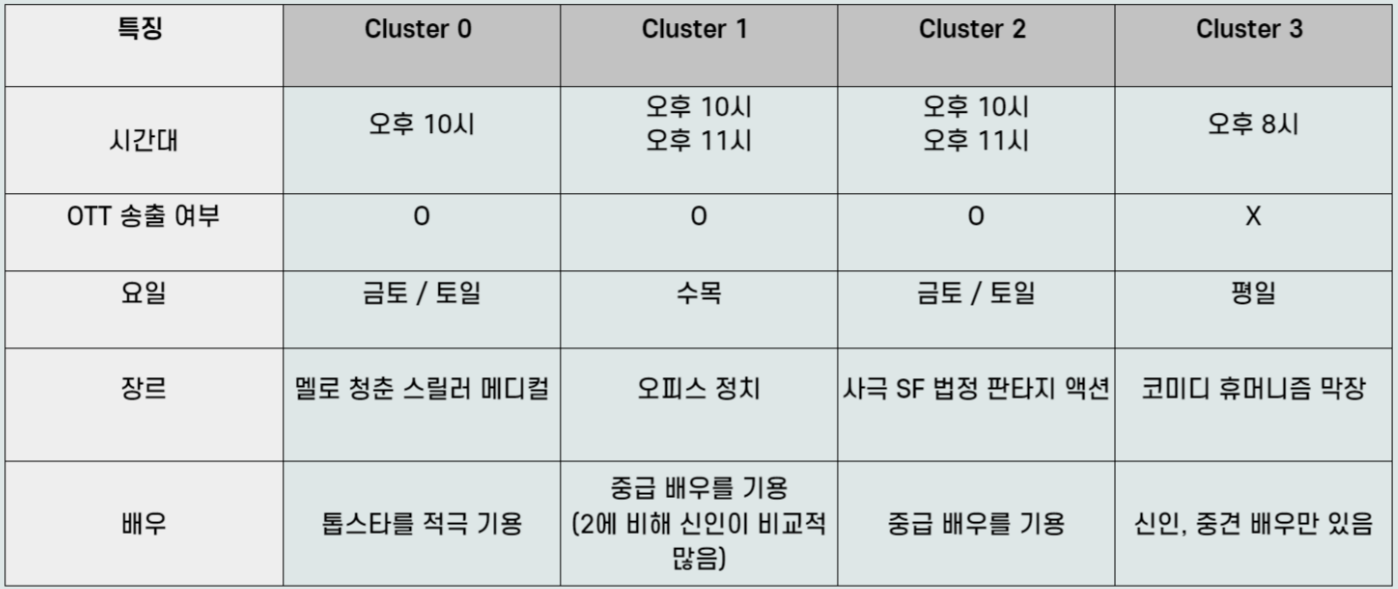 특징 Cluster 0 Cluster 1 Cluster 2 Cluster 3
시간대 오후 10시 오후 10시 오후 11시 오후 10시 오후 11시 오후 8시
OTT 송출 여부 O O O X
요일 금토 / 토일 수목 금토 / 토일 평일
장르 멜로 청춘 스릴러 메디컬 오피스 정치 사극 SF 법정 판타지 액션 코미디 휴머니즘 막장
배우 톱스타를 적극 기용 중급 배우를 기용 (2에 비해 신인이 비교적 많음) 중급 배우를 기용 신인, 중견 배우만 있음